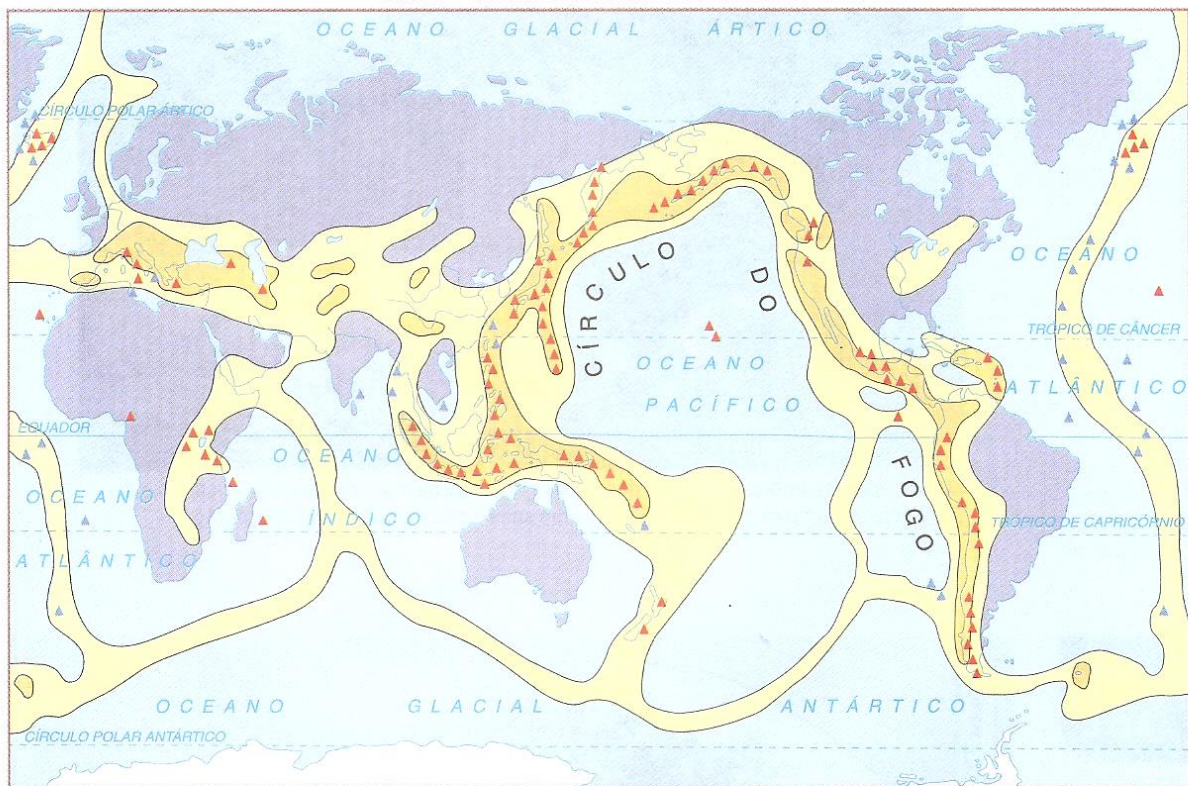 OCEANO GLACIAL ÁRTICO
CÍRCULO POLAR ÁRTICO
CÍRCULO DO FOGO
OCEANO ATLÂNTICO
TRÓPICO DE CÂNCER
OCEANO PACÍFICO
EQUADOR
OCEANO ÍNDICO
OCEANO ATLÂNTICO
TRÓPICO DE CAPRICÓRNIO
OCEANO GLACIAL ANTÁRTICO
CÍRCULO POLAR ANTÁRTICO